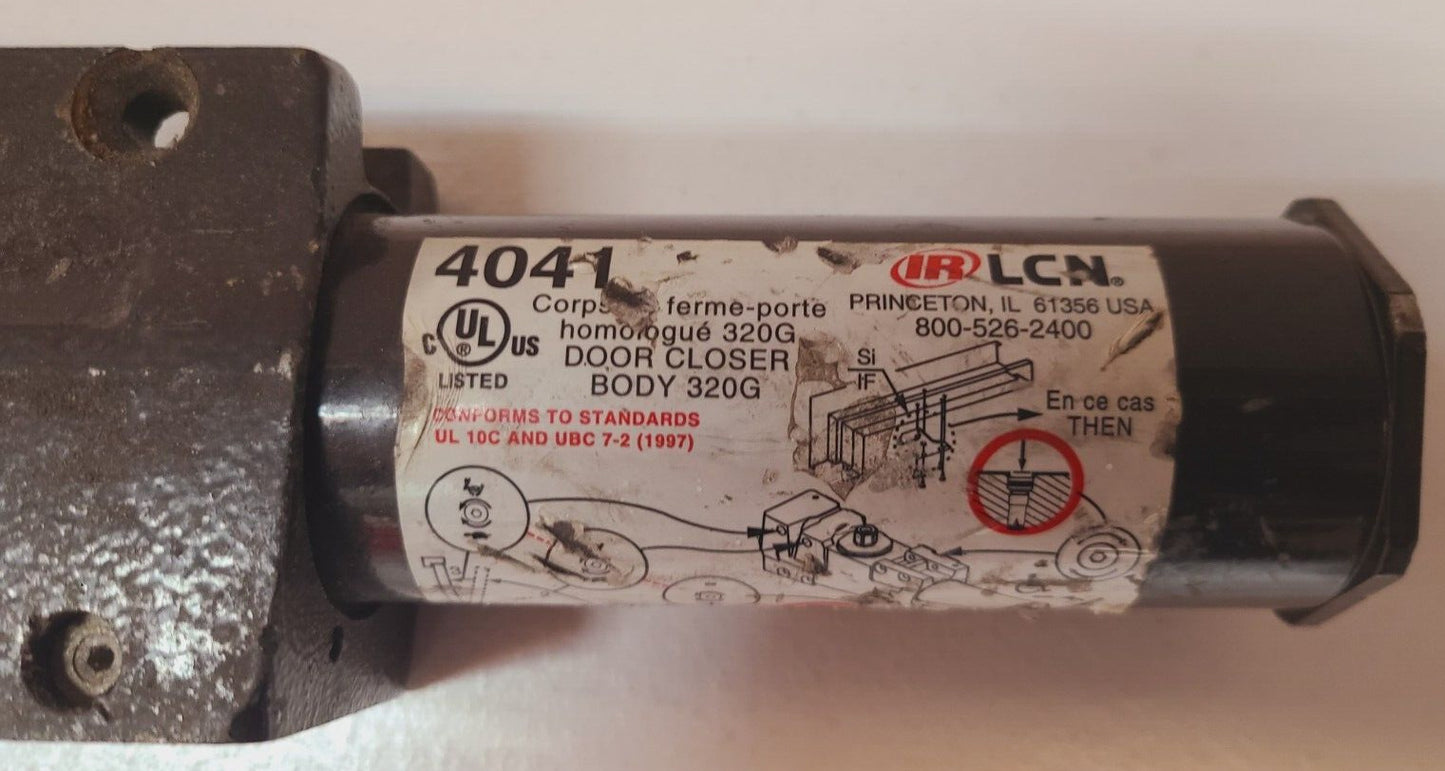 4041
Corps ferme-porte
homologué 320G
DOOR CLOSER
BODY 320G
C UL ® US
LISTED
CONFORMS TO STANDARDS
UL 10C AND UBC 7-2 (1997)
IR LCN®
PRINCETON, IL 61356 USA
800-526-2400
Si
IF
En ce cas
THEN